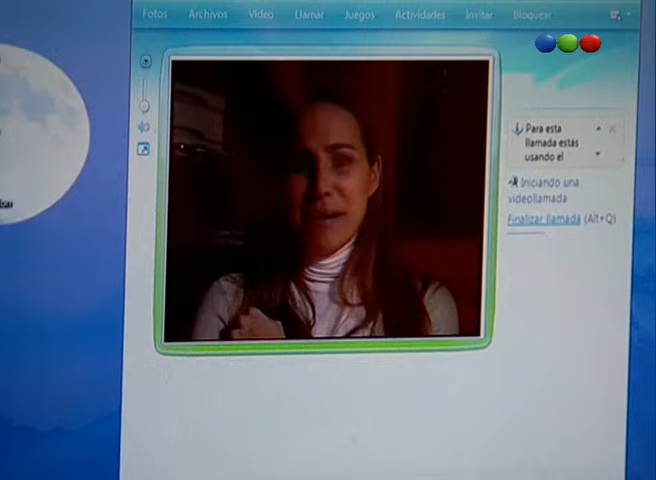 Fotos Archivos Video Llamar Juegos Actividades Invitar Bloquear
Para esta
llamada estás
usando el
Iniciando una
videollamada
Finalizar llamada (Alt+Q)